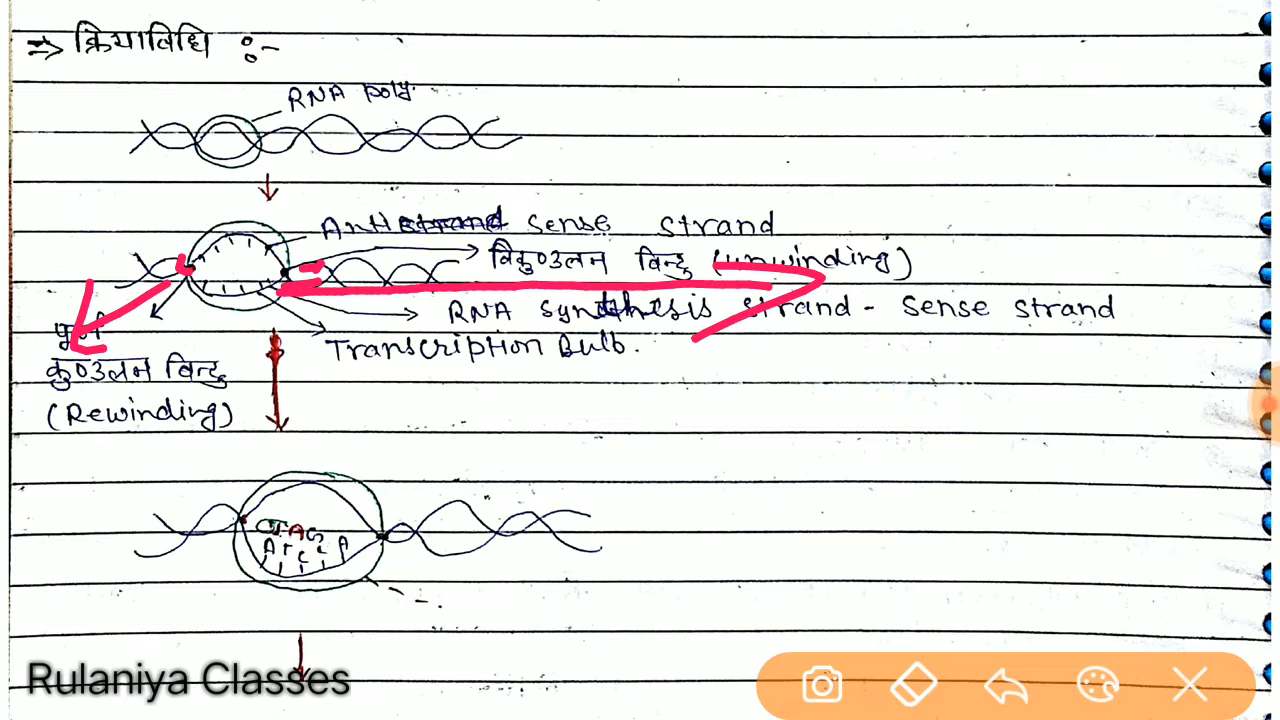 ⇒ क्रियाविधि :-
RNA poly.
Anti sense strand
विकुण्डलन बिन्दु (unwinding)
RNA synthesis strand - sense strand
Transcription Bulb.
कुण्डलन बिन्दु
(Rewinding)
A T C C A
Rulaniya Classes